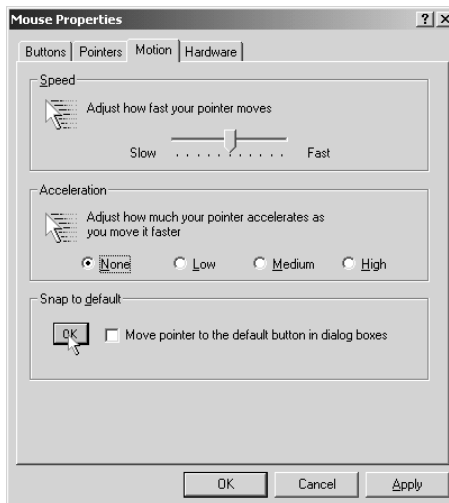 Mouse Properties
Buttons Pointers Motion Hardware
Speed
Adjust how fast your pointer moves
Slow Fast
Acceleration
Adjust how much your pointer accelerates as
you move it faster
None Low Medium High
Snap to default
OK Move pointer to the default button in dialog boxes
OK Cancel Apply